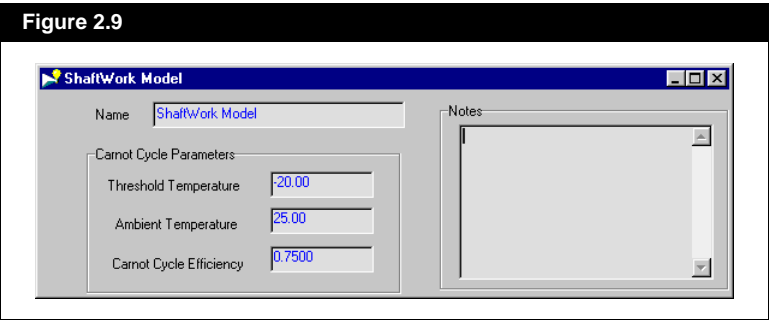 Figure 2.9
ShaftWork Model
Name ShaftWork Model
Notes
Carnot Cycle Parameters
Threshold Temperature -20.00
Ambient Temperature 25.00
Carnot Cycle Efficiency 0.7500